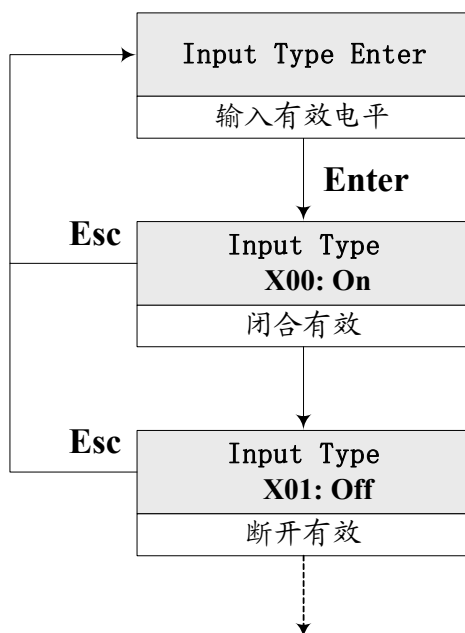 Input Type Enter
输入有效电平
Enter
Esc
Input Type
X00: On
闭合有效
Esc
Input Type
X01: Off
断开有效